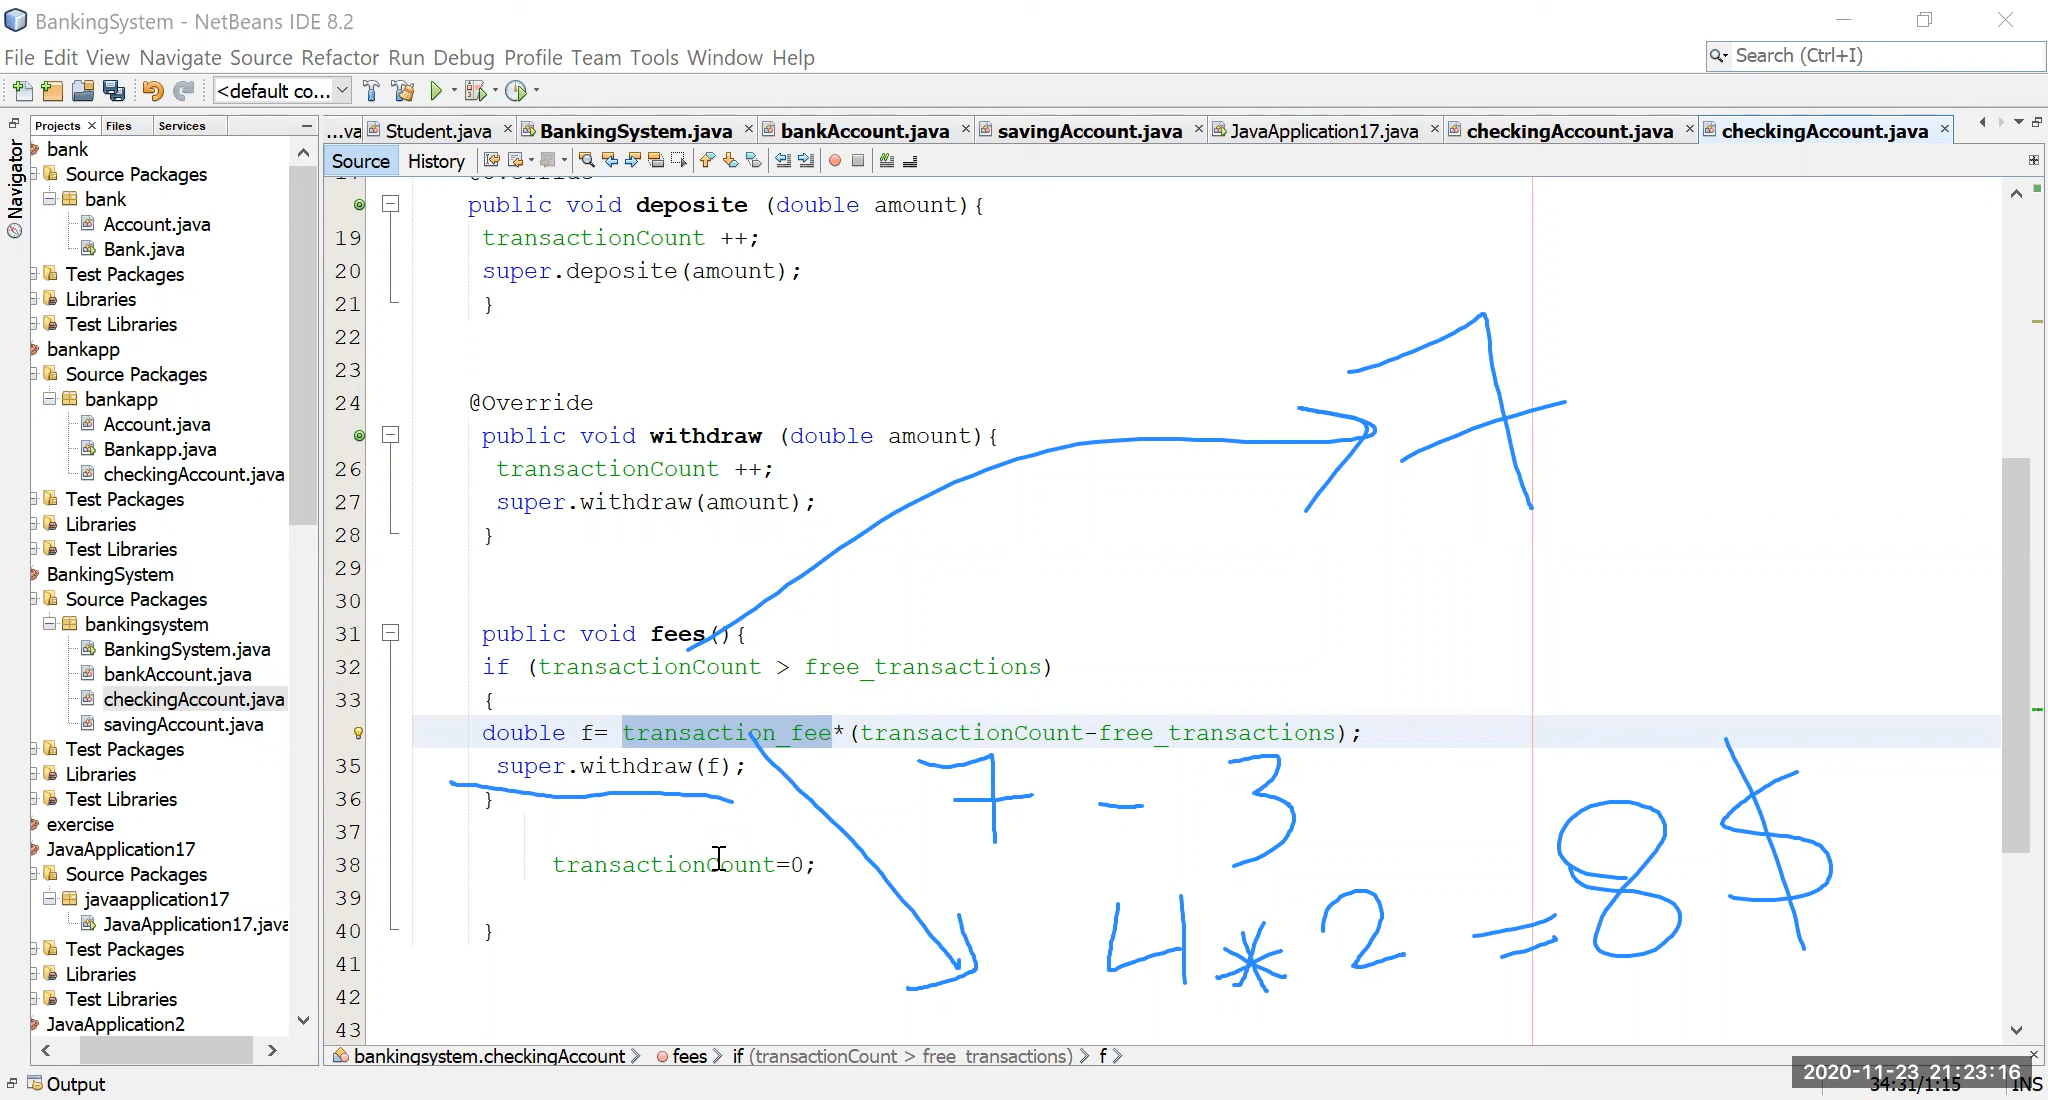 BankingSystem - NetBeans IDE 8.2
File Edit View Navigate Source Refactor Run Debug Profile Team Tools Window Help
Search (Ctrl+I)
<default co...
Projects Files Services
...va Student.java BankingSystem.java bankAccount.java savingAccount.java JavaApplication17.java checkingAccount.java checkingAccount.java
Source History
Navigator
bank
Source Packages
bank
Account.java
Bank.java
Test Packages
Libraries
Test Libraries
bankapp
Source Packages
bankapp
Account.java
Bankapp.java
checkingAccount.java
Test Packages
Libraries
Test Libraries
BankingSystem
Source Packages
bankingsystem
BankingSystem.java
bankAccount.java
checkingAccount.java
savingAccount.java
Test Packages
Libraries
Test Libraries
exercise
JavaApplication17
Source Packages
javaapplication17
JavaApplication17.java
Test Packages
Libraries
Test Libraries
JavaApplication2
public void deposite (double amount){
19 transactionCount ++;
20 super.deposite(amount);
21 }
22
23
24 @Override
public void withdraw (double amount){
26 transactionCount ++;
27 super.withdraw(amount);
28 }
29
30
31 public void fees(){
32 if (transactionCount > free_transactions)
33 {
double f= transaction_fee*(transactionCount-free_transactions);
35 super.withdraw(f);
36 }
37
38 transactionCount=0;
39
40 }
41
42
43
7
7 - 3
4 * 2 = 8 $
bankingsystem.checkingAccount fees if (transactionCount > free_transactions) f
Output
2020-11-23 21:23:16
34:31/1:15 INS